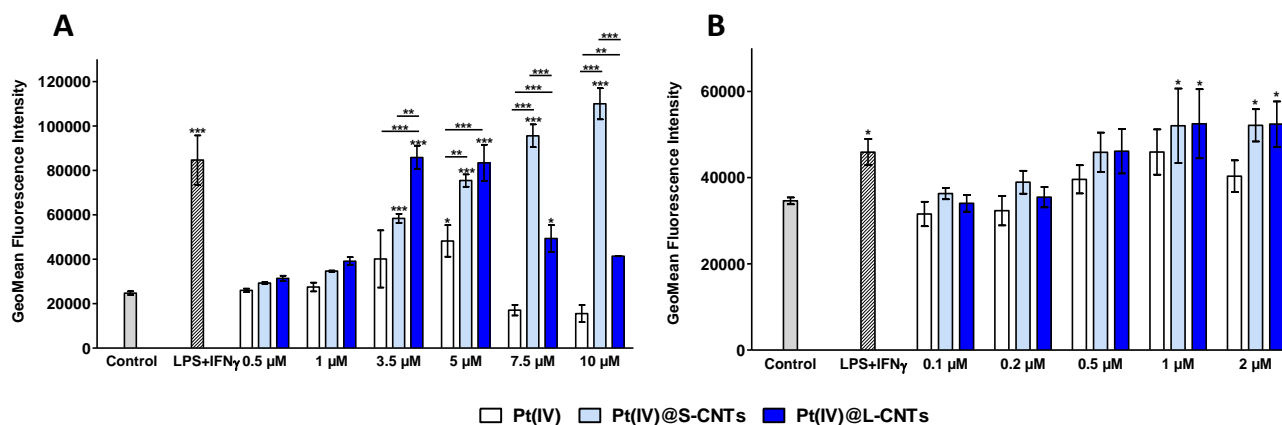 A
B
GeoMean Fluorescence Intensity
120000
100000
80000
60000
40000
20000
0
***
***
***
**
***
***
***
**
***
*
***
***
***
***
***
***
*
***
**
***
***
Control
LPS+IFNγ
0.5 µM
1 µM
3.5 µM
5 µM
7.5 µM
10 µM
GeoMean Fluorescence Intensity
60000
40000
20000
0
*
*
*
*
*
Control
LPS+IFNγ
0.1 µM
0.2 µM
0.5 µM
1 µM
2 µM
Pt(IV)
Pt(IV)@S-CNTs
Pt(IV)@L-CNTs